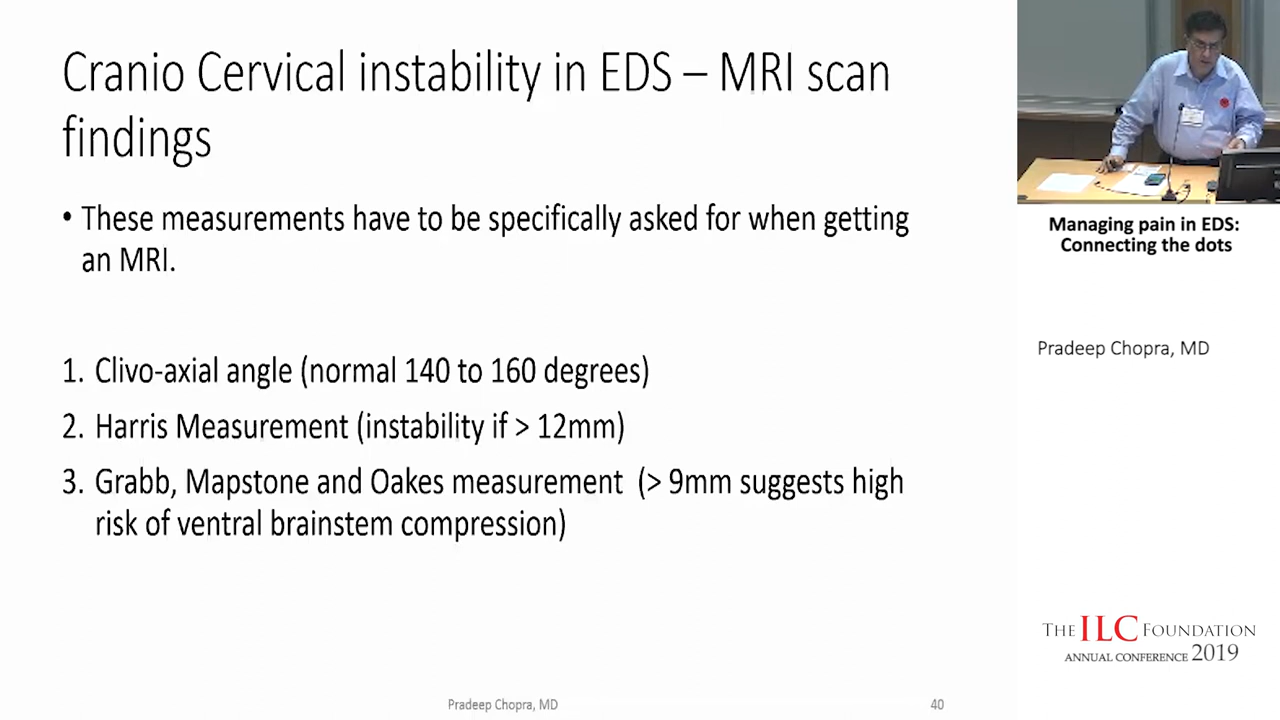 Cranio Cervical instability in EDS – MRI scan
findings
• These measurements have to be specifically asked for when getting
an MRI.
1. Clivo-axial angle (normal 140 to 160 degrees)
2. Harris Measurement (instability if > 12mm)
3. Grabb, Mapstone and Oakes measurement (> 9mm suggests high
risk of ventral brainstem compression)
Pradeep Chopra, MD
40
Managing pain in EDS:
Connecting the dots
Pradeep Chopra, MD
THE ILC FOUNDATION
ANNUAL CONFERENCE 2019